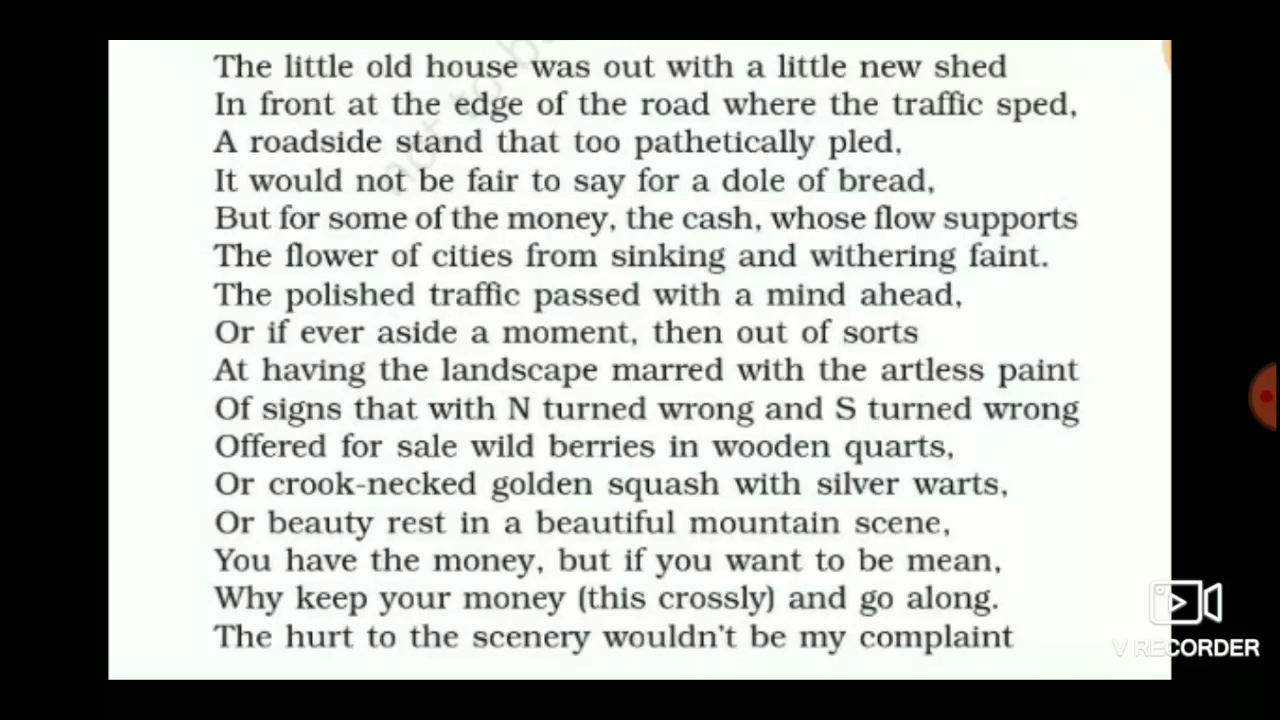 The little old house was out with a little new shed
In front at the edge of the road where the traffic sped,
A roadside stand that too pathetically pled,
It would not be fair to say for a dole of bread,
But for some of the money, the cash, whose flow supports
The flower of cities from sinking and withering faint.
The polished traffic passed with a mind ahead,
Or if ever aside a moment, then out of sorts
At having the landscape marred with the artless paint
Of signs that with N turned wrong and S turned wrong
Offered for sale wild berries in wooden quarts,
Or crook-necked golden squash with silver warts,
Or beauty rest in a beautiful mountain scene,
You have the money, but if you want to be mean,
Why keep your money (this crossly) and go along.
The hurt to the scenery wouldn't be my complaint
not to b
V RECORDER